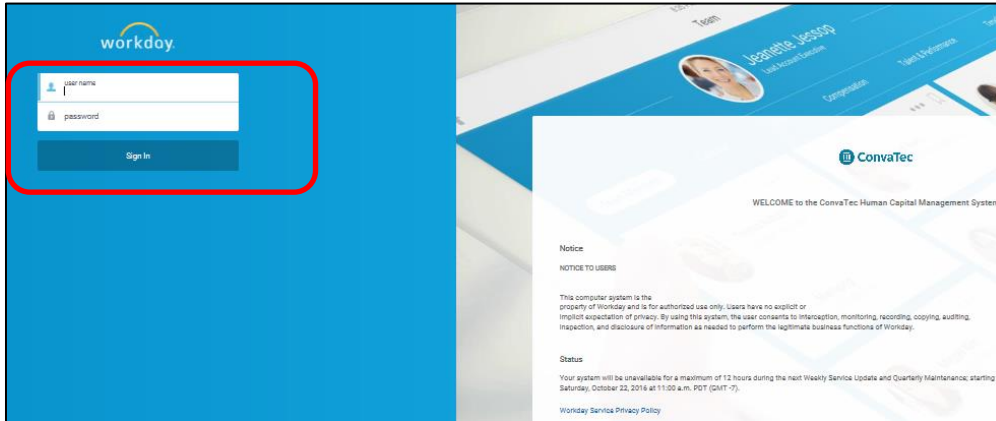 workday.
user name
password
Sign In
Team
Jeanette Jessop
Lead Account Executive
Compensation
Talent & Performance
ConvaTec
WELCOME to the ConvaTec Human Capital Management System
Notice
NOTICE TO USERS
This computer system is the
property of Workday and is for authorized use only. Users have no explicit or
implicit expectation of privacy. By using this system, the user consents to interception, monitoring, recording, copying, auditing,
inspection, and disclosure of information as needed to perform the legitimate business functions of Workday.
Status
Your system will be unavailable for a maximum of 12 hours during the next Weekly Service Update and Quarterly Maintenance; starting
Saturday, October 22, 2016 at 11:00 a.m. PDT (GMT -7).
Workday Service Privacy Policy